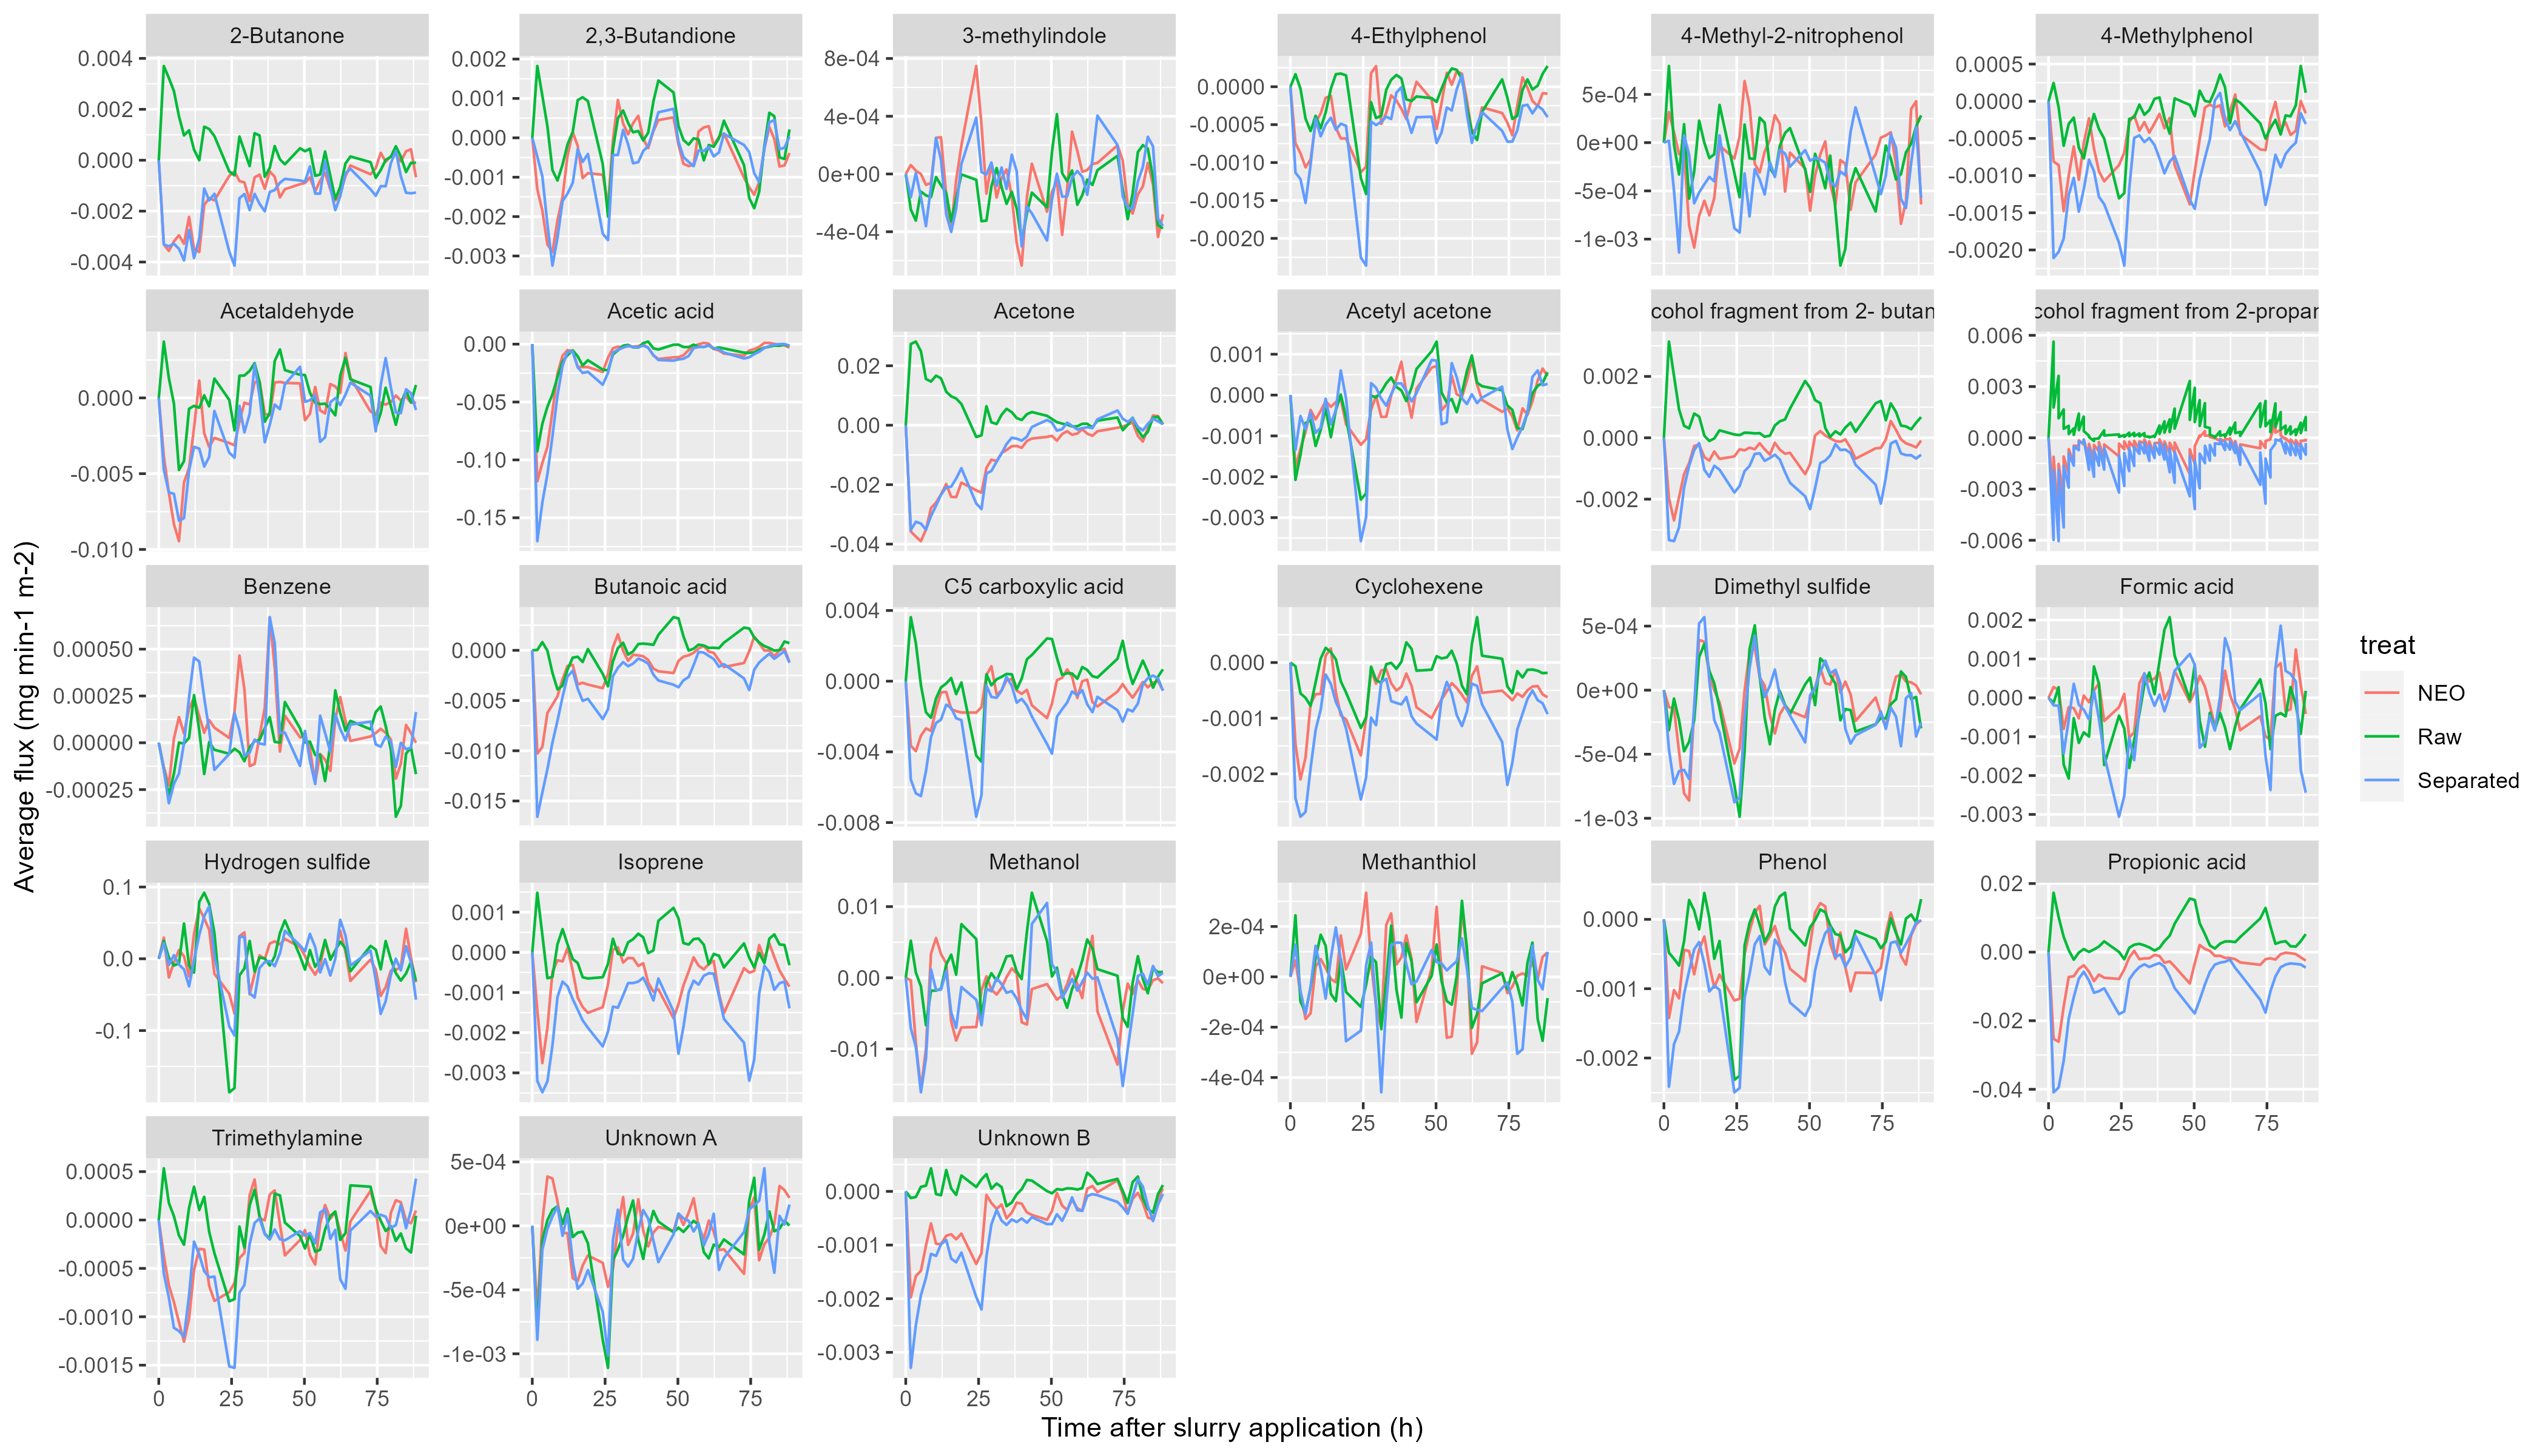 2-Butanone
2,3-Butandione
3-methylindole
4-Ethylphenol
4-Methyl-2-nitrophenol
4-Methylphenol
0.004
0.002
0.000
-0.002
-0.004
0.002
0.001
0.000
-0.001
-0.002
-0.003
8e-04
4e-04
0e+00
-4e-04
0.0000
-0.0005
-0.0010
-0.0015
-0.0020
5e-04
0e+00
-5e-04
-1e-03
0.0005
0.0000
-0.0005
-0.0010
-0.0015
-0.0020
Acetaldehyde
Acetic acid
Acetone
Acetyl acetone
cohol fragment from 2- butan
cohol fragment from 2-propan
0.000
-0.005
-0.010
0.00
-0.05
-0.10
-0.15
0.02
0.00
-0.02
-0.04
0.001
0.000
-0.001
-0.002
-0.003
0.002
0.000
-0.002
0.006
0.003
0.000
-0.003
-0.006
Average flux (mg min-1 m-2)
Benzene
Butanoic acid
C5 carboxylic acid
Cyclohexene
Dimethyl sulfide
Formic acid
0.00050
0.00025
0.00000
-0.00025
0.000
-0.005
-0.010
-0.015
0.004
0.000
-0.004
-0.008
0.000
-0.001
-0.002
5e-04
0e+00
-5e-04
-1e-03
0.002
0.001
0.000
-0.001
-0.002
-0.003
treat
NEO
Raw
Separated
Hydrogen sulfide
Isoprene
Methanol
Methanthiol
Phenol
Propionic acid
0.1
0.0
-0.1
0.001
0.000
-0.001
-0.002
-0.003
0.01
0.00
-0.01
2e-04
0e+00
-2e-04
-4e-04
0.000
-0.001
-0.002
0.02
0.00
-0.02
-0.04
0 25 50 75
0 25 50 75
0 25 50 75
Trimethylamine
Unknown A
Unknown B
0.0005
0.0000
-0.0005
-0.0010
-0.0015
5e-04
0e+00
-5e-04
-1e-03
0.000
-0.001
-0.002
-0.003
0 25 50 75
0 25 50 75
0 25 50 75
Time after slurry application (h)